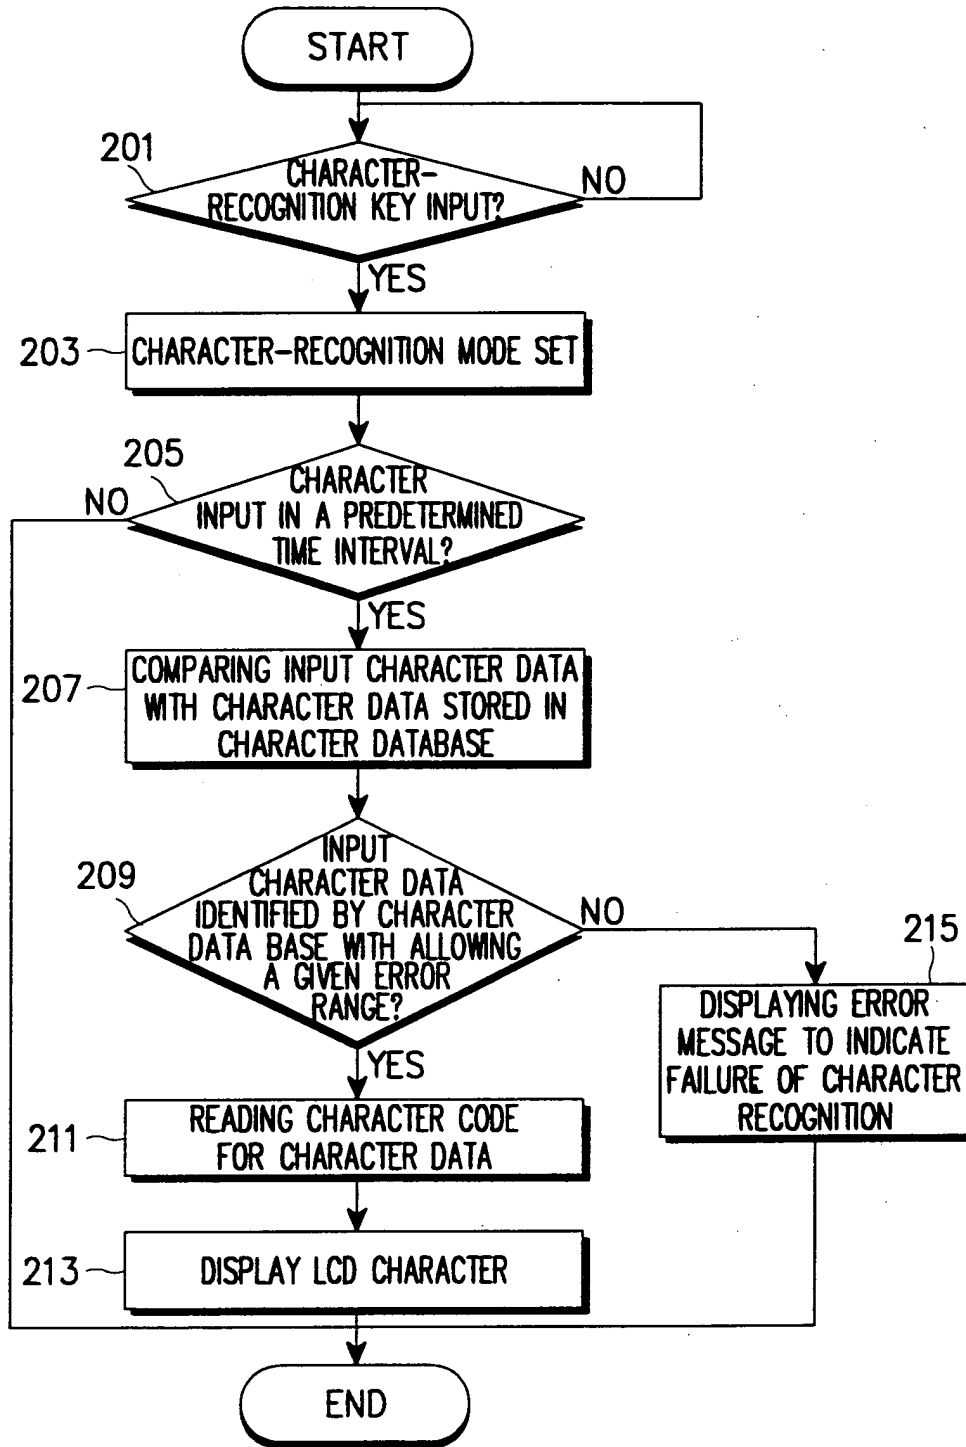 START
201
CHARACTER-
RECOGNITION KEY INPUT?
NO
YES
203
CHARACTER-RECOGNITION MODE SET
205
NO
CHARACTER
INPUT IN A PREDETERMINED
TIME INTERVAL?
YES
207
COMPARING INPUT CHARACTER DATA
WITH CHARACTER DATA STORED IN
CHARACTER DATABASE
209
INPUT
CHARACTER DATA
IDENTIFIED BY CHARACTER
DATA BASE WITH ALLOWING
A GIVEN ERROR
RANGE?
NO
YES
215
DISPLAYING ERROR
MESSAGE TO INDICATE
FAILURE OF CHARACTER
RECOGNITION
211
READING CHARACTER CODE
FOR CHARACTER DATA
213
DISPLAY LCD CHARACTER
END